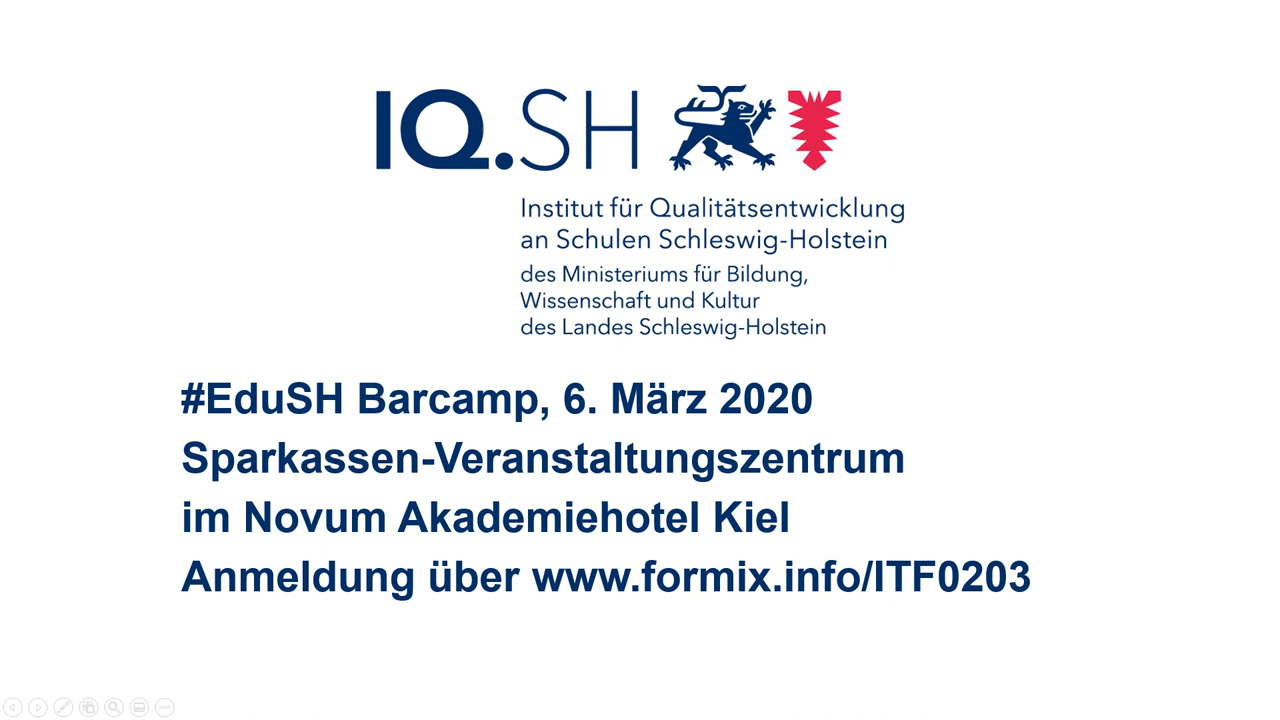 IQ.SH
Institut für Qualitätsentwicklung
an Schulen Schleswig-Holstein
des Ministeriums für Bildung,
Wissenschaft und Kultur
des Landes Schleswig-Holstein
#EduSH Barcamp, 6. März 2020
Sparkassen-Veranstaltungszentrum
im Novum Akademiehotel Kiel
Anmeldung über www.formix.info/ITF0203